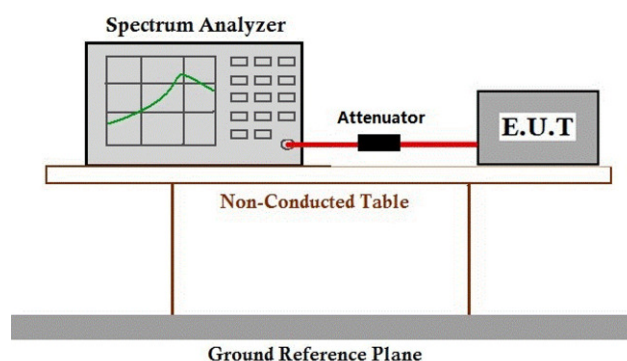 Spectrum Analyzer
Attenuator
E.U.T
Non-Conducted Table
Ground Reference Plane